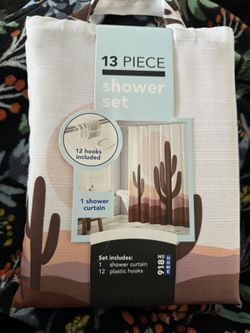 13 PIECE
shower
set
12 hooks
included
1 shower
curtain
Set includes:
1 shower curtain
12 plastic hooks